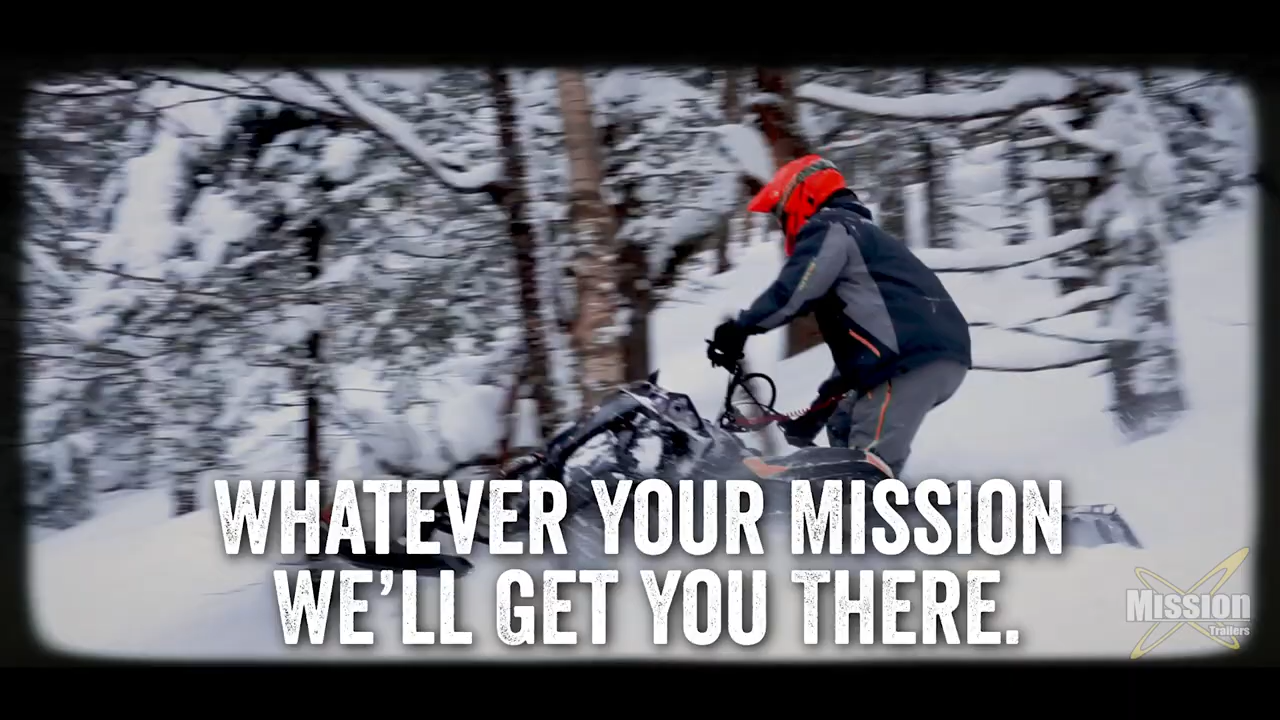 WHATEVER YOUR MISSION
WE'LL GET YOU THERE.
Mission
Trailers